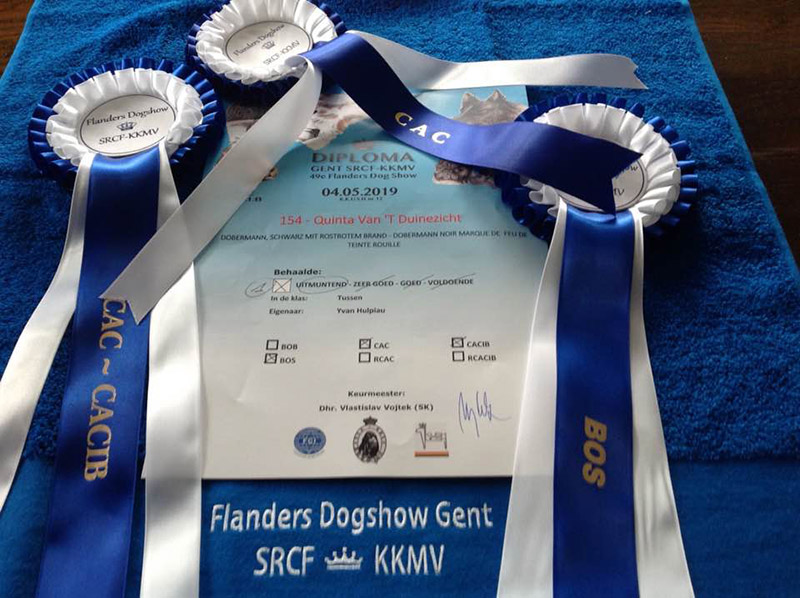 Flanders Dogshow
SRCF KKMV
Flanders Dogshow
SRCF-KKMV
CAC
DIPLOMA
GENT SRCF-KKMV
49e Flanders Dog Show
04.05.2019
154 - Quinta Van 'T Duinezicht
DOBERMANN, SCHWARZ MIT ROSTROTEM BRAND - DOBERMANN NOIR MARQUE DE FEU DE
TEINTE ROUILLE
Behaalde:
UITMUNTEND - ZEER GOED - GOED - VOLDOENDE
In de klas: Tussen
Eigenaar: Yvan Hulpiau
BOB CAC CACIB
BOS RCAC RCACIB
Keurmeester:
Dhr. Vlastislav Vojtek (SK)
FCI
CAC ~ CACIB
BOS
Flanders Dogshow Gent
SRCF KKMV